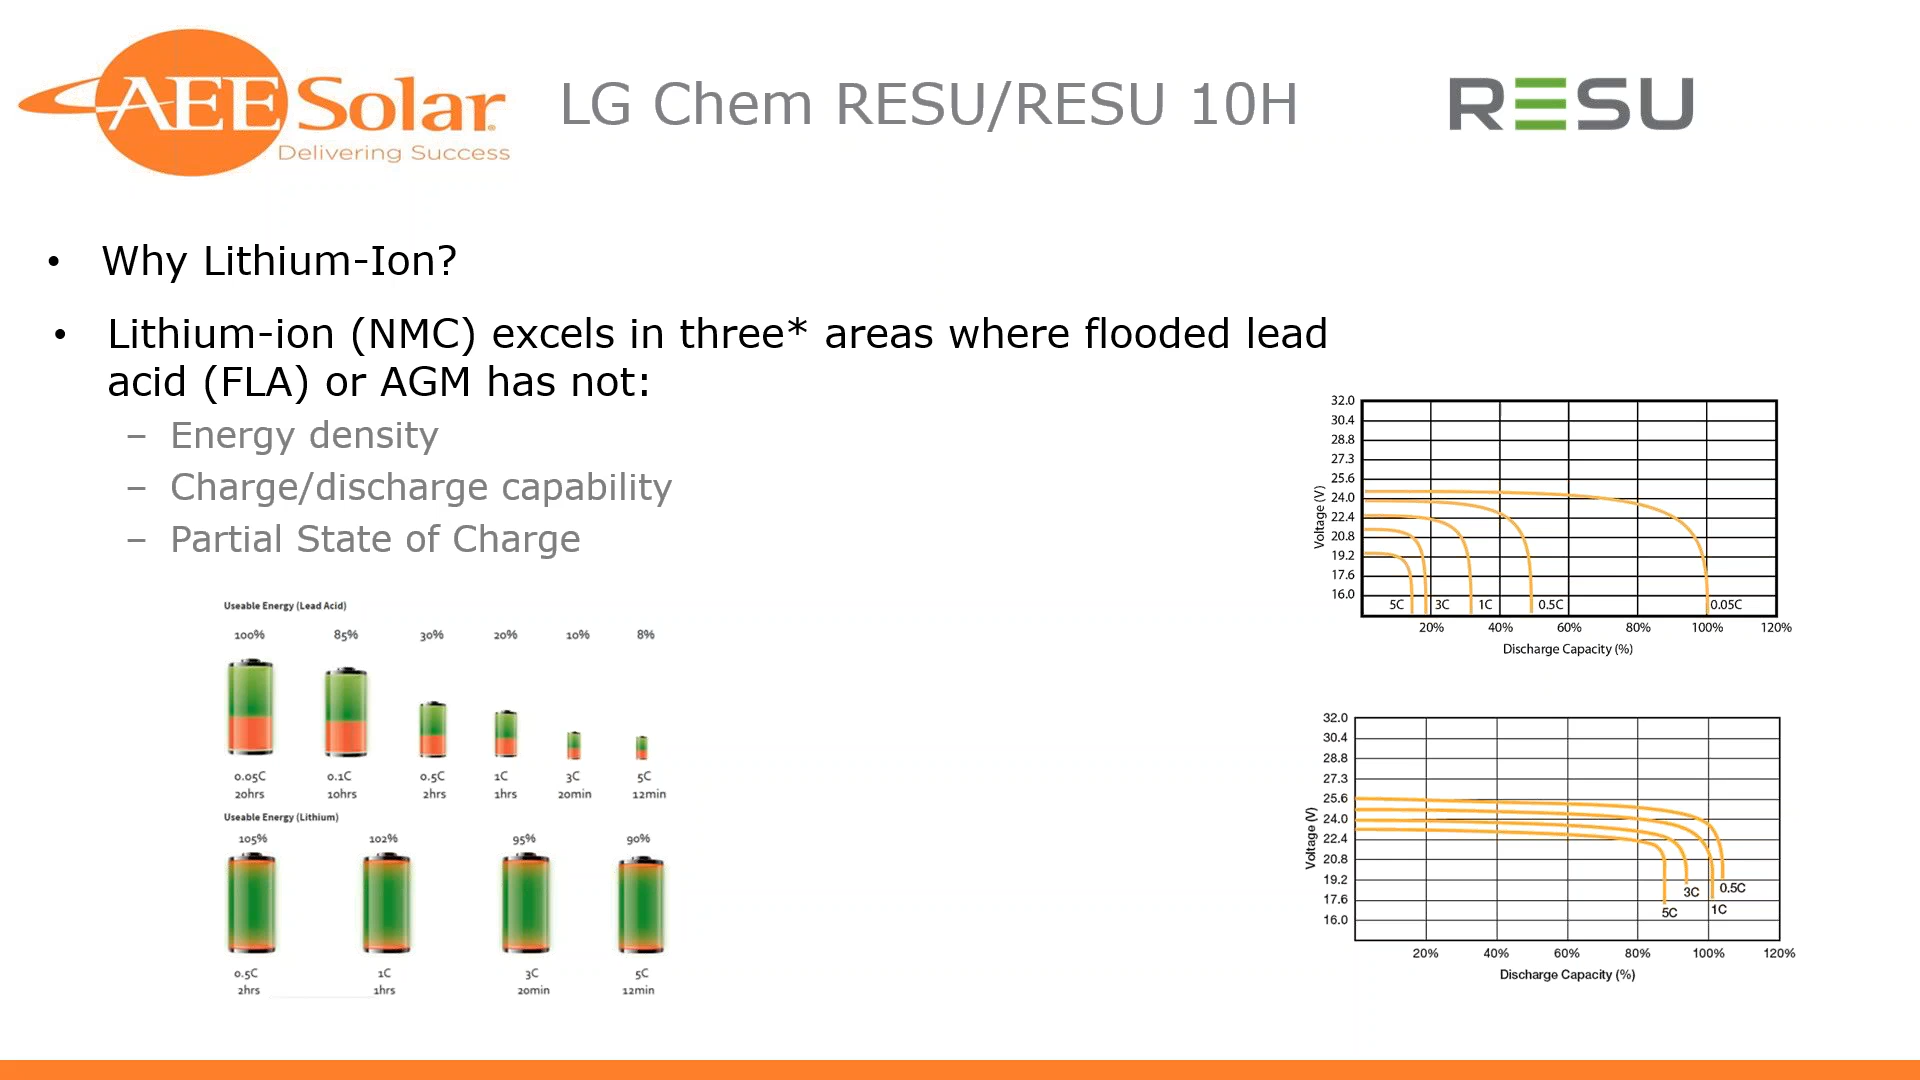 AEE Solar
Delivering Success
LG Chem RESU/RESU 10H
RESU
• Why Lithium-Ion?
• Lithium-ion (NMC) excels in three* areas where flooded lead
acid (FLA) or AGM has not:
– Energy density
– Charge/discharge capability
– Partial State of Charge
Useable Energy (Lead Acid)
100% 85% 30% 20% 10% 8%
0.05C 0.1C 0.5C 1C 3C 5C
20hrs 10hrs 2hrs 1hrs 20min 12min
Useable Energy (Lithium)
105% 102% 95% 90%
0.5C 1C 3C 5C
2hrs 1hrs 20min 12min
32.0
30.4
28.8
27.3
25.6
24.0
22.4
20.8
19.2
17.6
16.0
Voltage (V)
5C 3C 1C 0.5C 0.05C
20% 40% 60% 80% 100% 120%
Discharge Capacity (%)
32.0
30.4
28.8
27.3
25.6
24.0
22.4
20.8
19.2
17.6
16.0
Voltage (V)
3C 0.5C
5C 1C
20% 40% 60% 80% 100% 120%
Discharge Capacity (%)